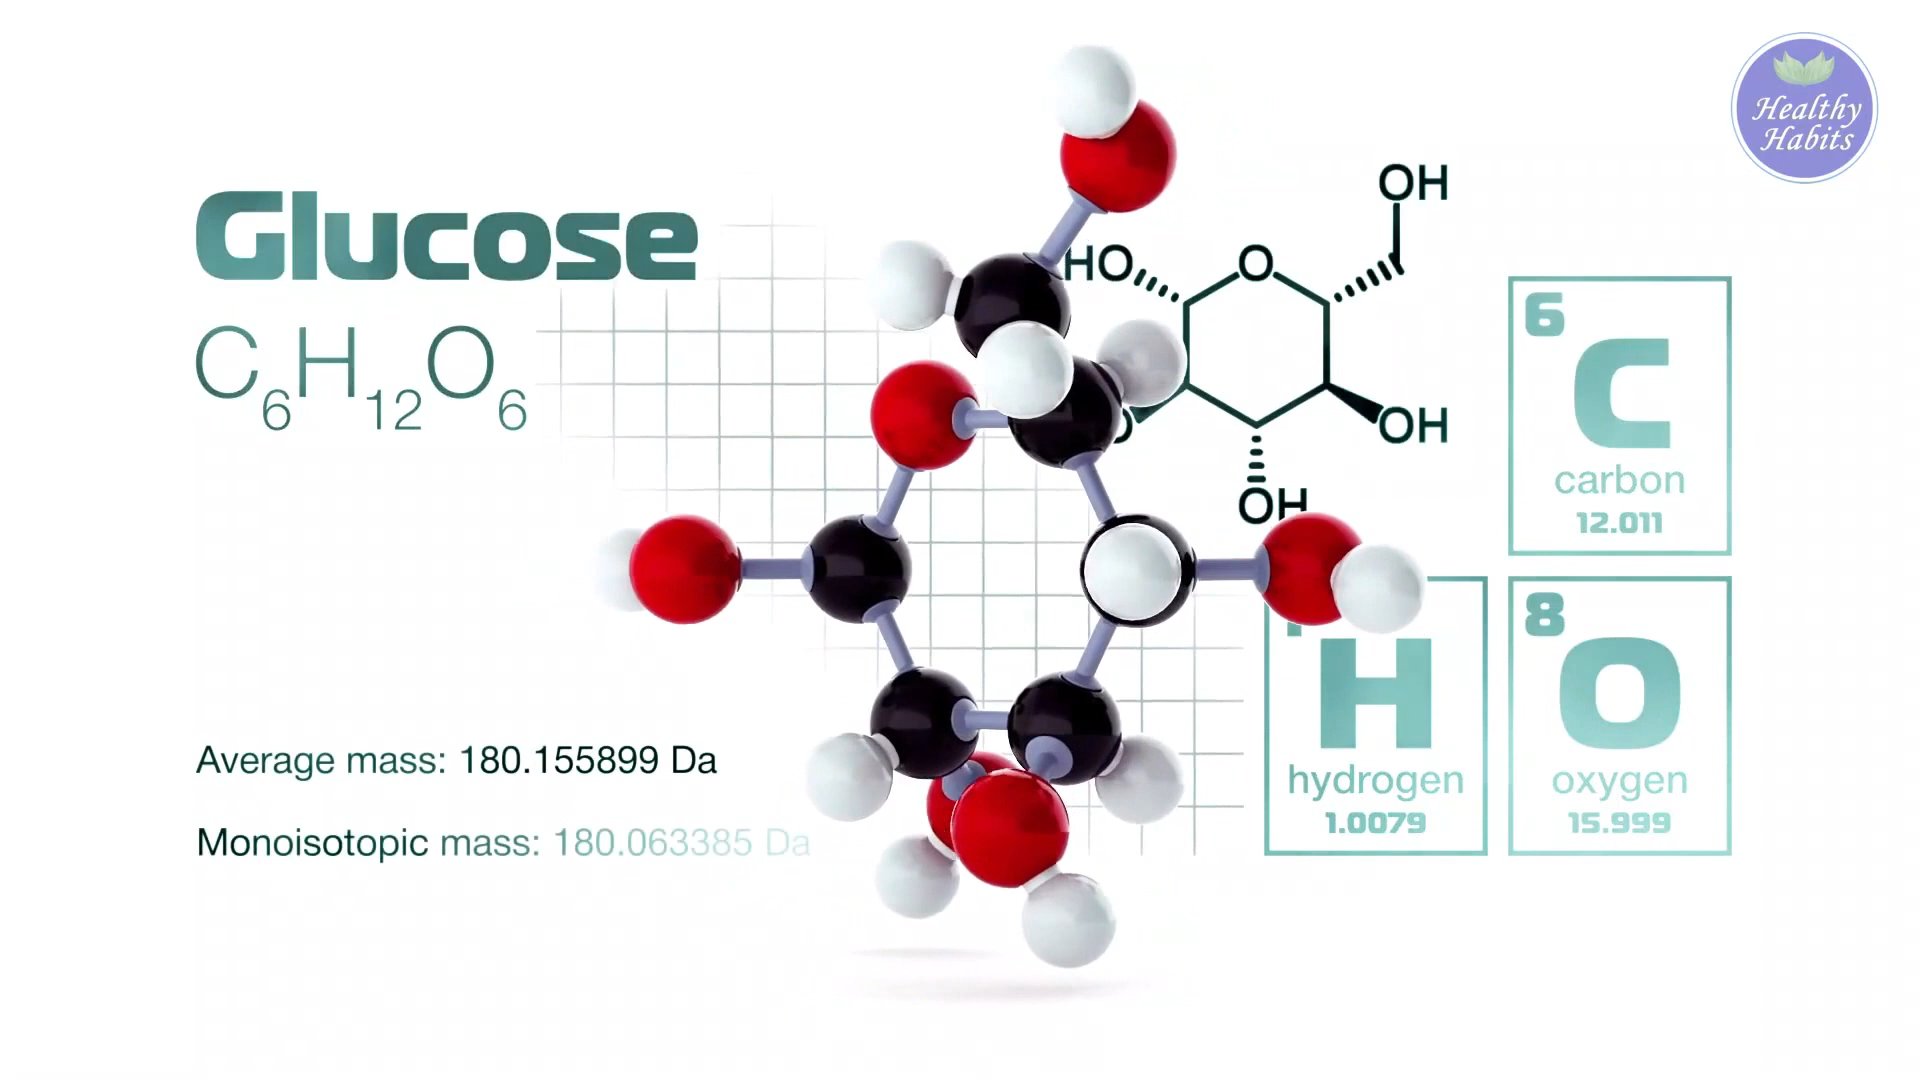 Healthy
Habits
Glucose
C6H12O6
OH
HO
O
OH
OH
6
C
carbon
12.011
H
hydrogen
1.0079
8
O
oxygen
15.999
Average mass: 180.155899 Da
Monoisotopic mass: 180.063385 Da